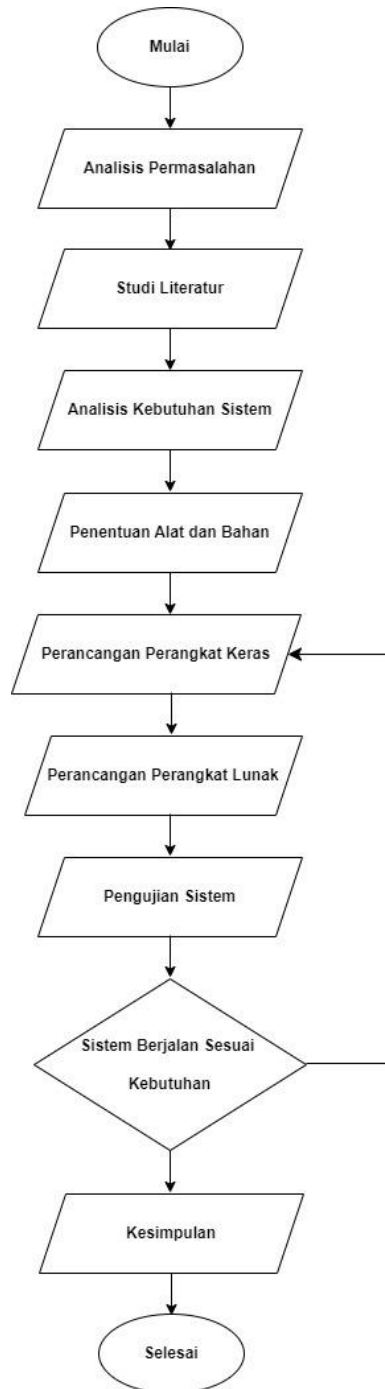 Mulai
Analisis Permasalahan
Studi Literatur
Analisis Kebutuhan Sistem
Penentuan Alat dan Bahan
Perancangan Perangkat Keras
Perancangan Perangkat Lunak
Pengujian Sistem
Sistem Berjalan Sesuai
Kebutuhan
Kesimpulan
Selesai